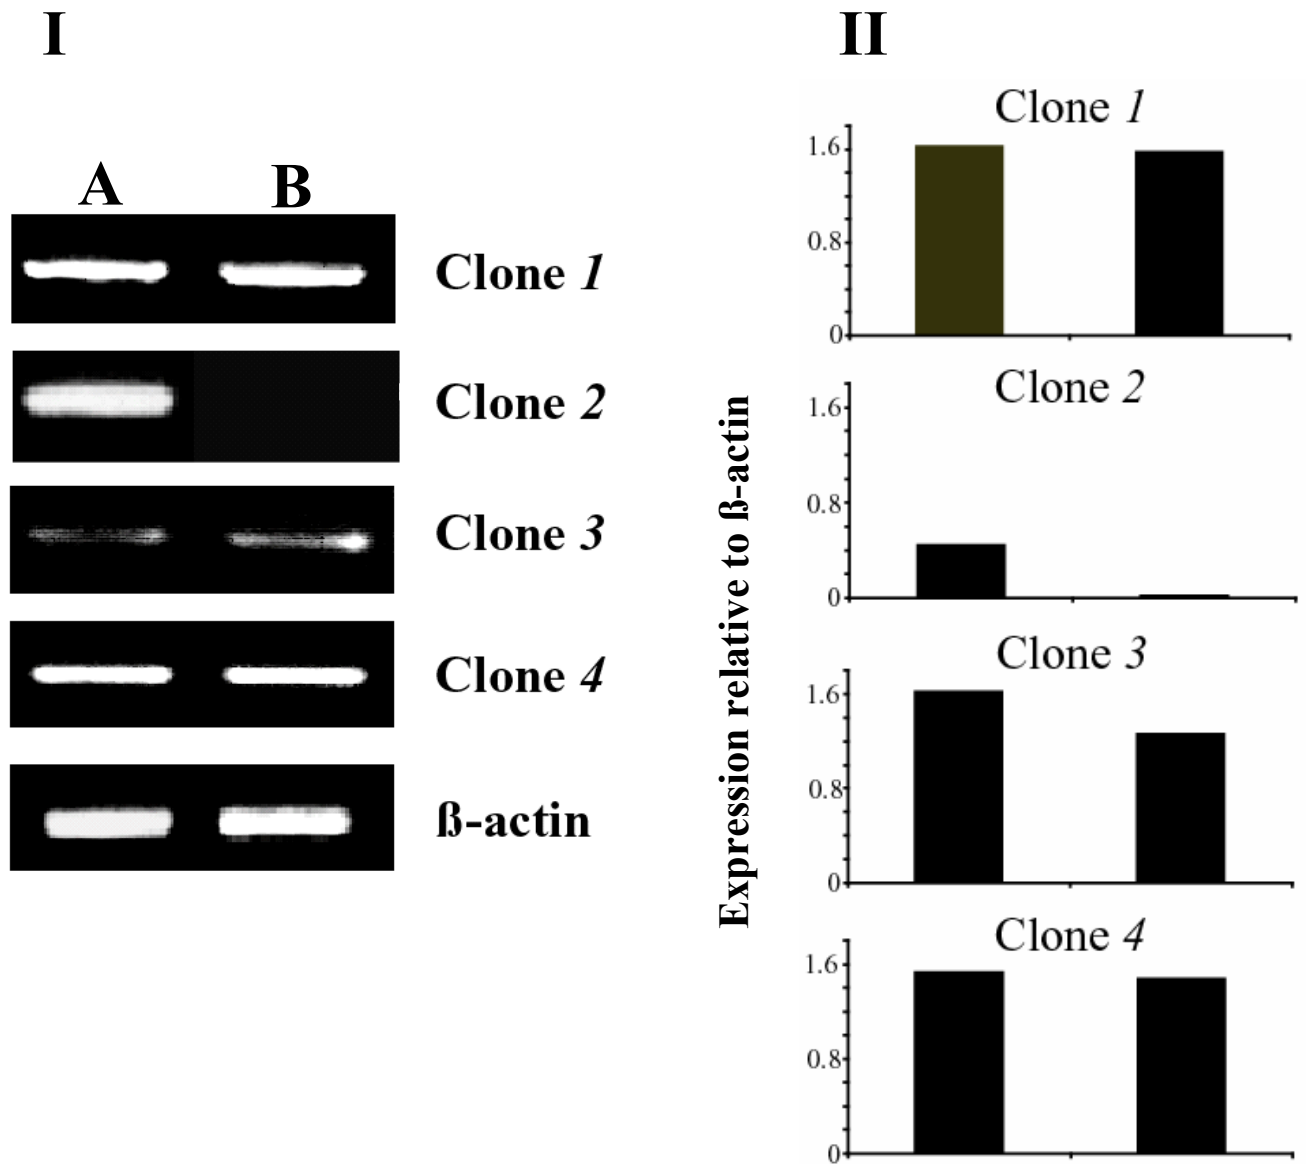 I
II
A
B
Clone 1
Clone 2
Clone 3
Clone 4
ß-actin
Expression relative to ß-actin
Clone 1
1.6
0.8
0
Clone 2
1.6
0.8
0
Clone 3
1.6
0.8
0
Clone 4
1.6
0.8
0